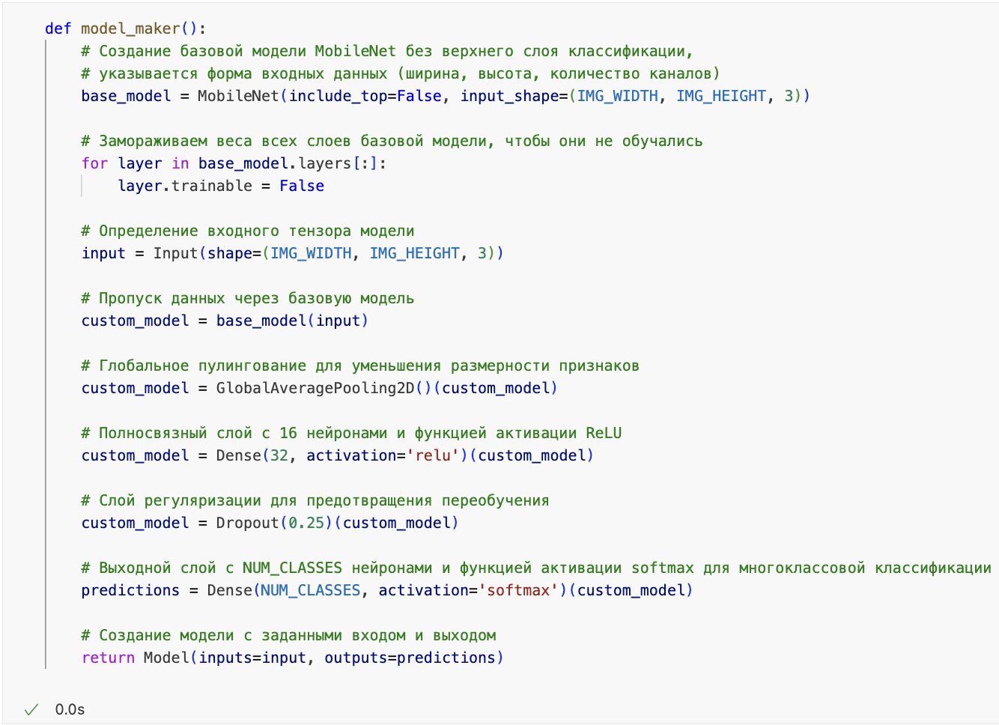 def model_maker():
    # Создание базовой модели MobileNet без верхнего слоя классификации,
    # указывается форма входных данных (ширина, высота, количество каналов)
    base_model = MobileNet(include_top=False, input_shape=(IMG_WIDTH, IMG_HEIGHT, 3))
    # Замораживаем веса всех слоев базовой модели, чтобы они не обучались
    for layer in base_model.layers[:]:
        layer.trainable = False
    # Определение входного тензора модели
    input = Input(shape=(IMG_WIDTH, IMG_HEIGHT, 3))
    # Пропуск данных через базовую модель
    custom_model = base_model(input)
    # Глобальное пулингование для уменьшения размерности признаков
    custom_model = GlobalAveragePooling2D()(custom_model)
    # Полносвязный слой с 16 нейронами и функцией активации ReLU
    custom_model = Dense(32, activation='relu')(custom_model)
    # Слой регуляризации для предотвращения переобучения
    custom_model = Dropout(0.25)(custom_model)
    # Выходной слой с NUM_CLASSES нейронами и функцией активации softmax для многоклассовой классификации
    predictions = Dense(NUM_CLASSES, activation='softmax')(custom_model)
    # Создание модели с заданными входом и выходом
    return Model(inputs=input, outputs=predictions)
✓ 0.0s